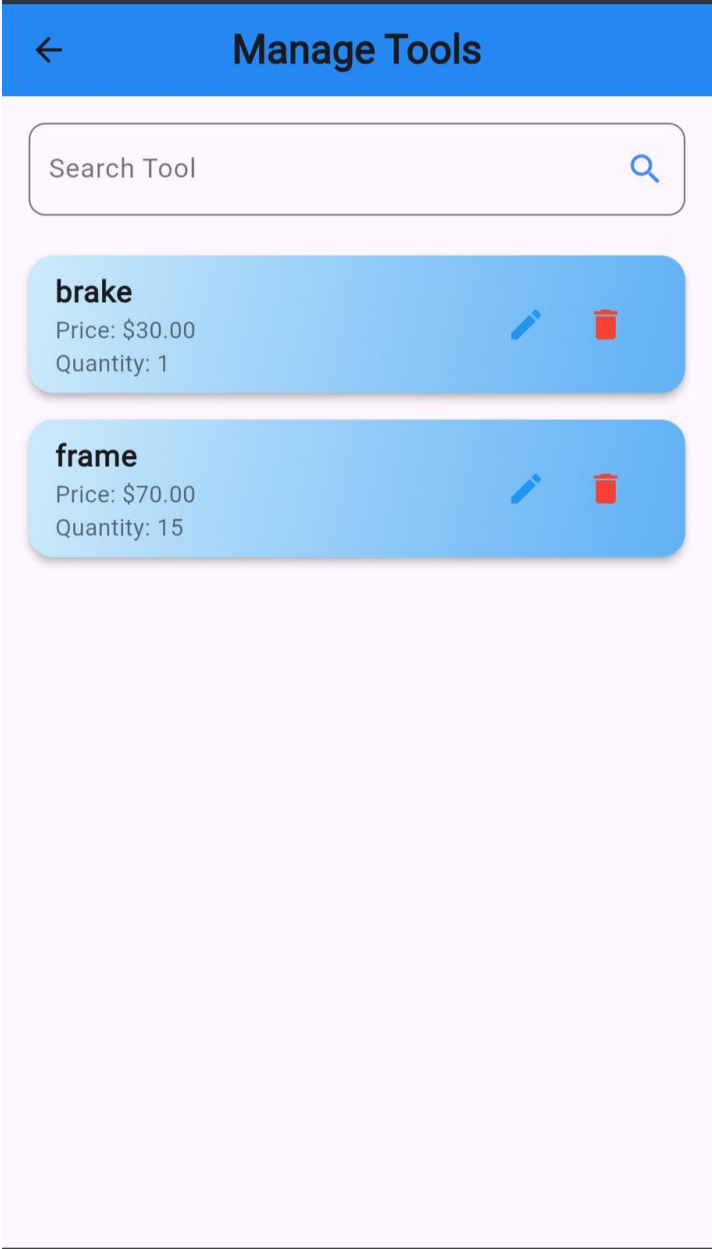 Manage Tools
Search Tool
brake
Price: $30.00
Quantity: 1
frame
Price: $70.00
Quantity: 15